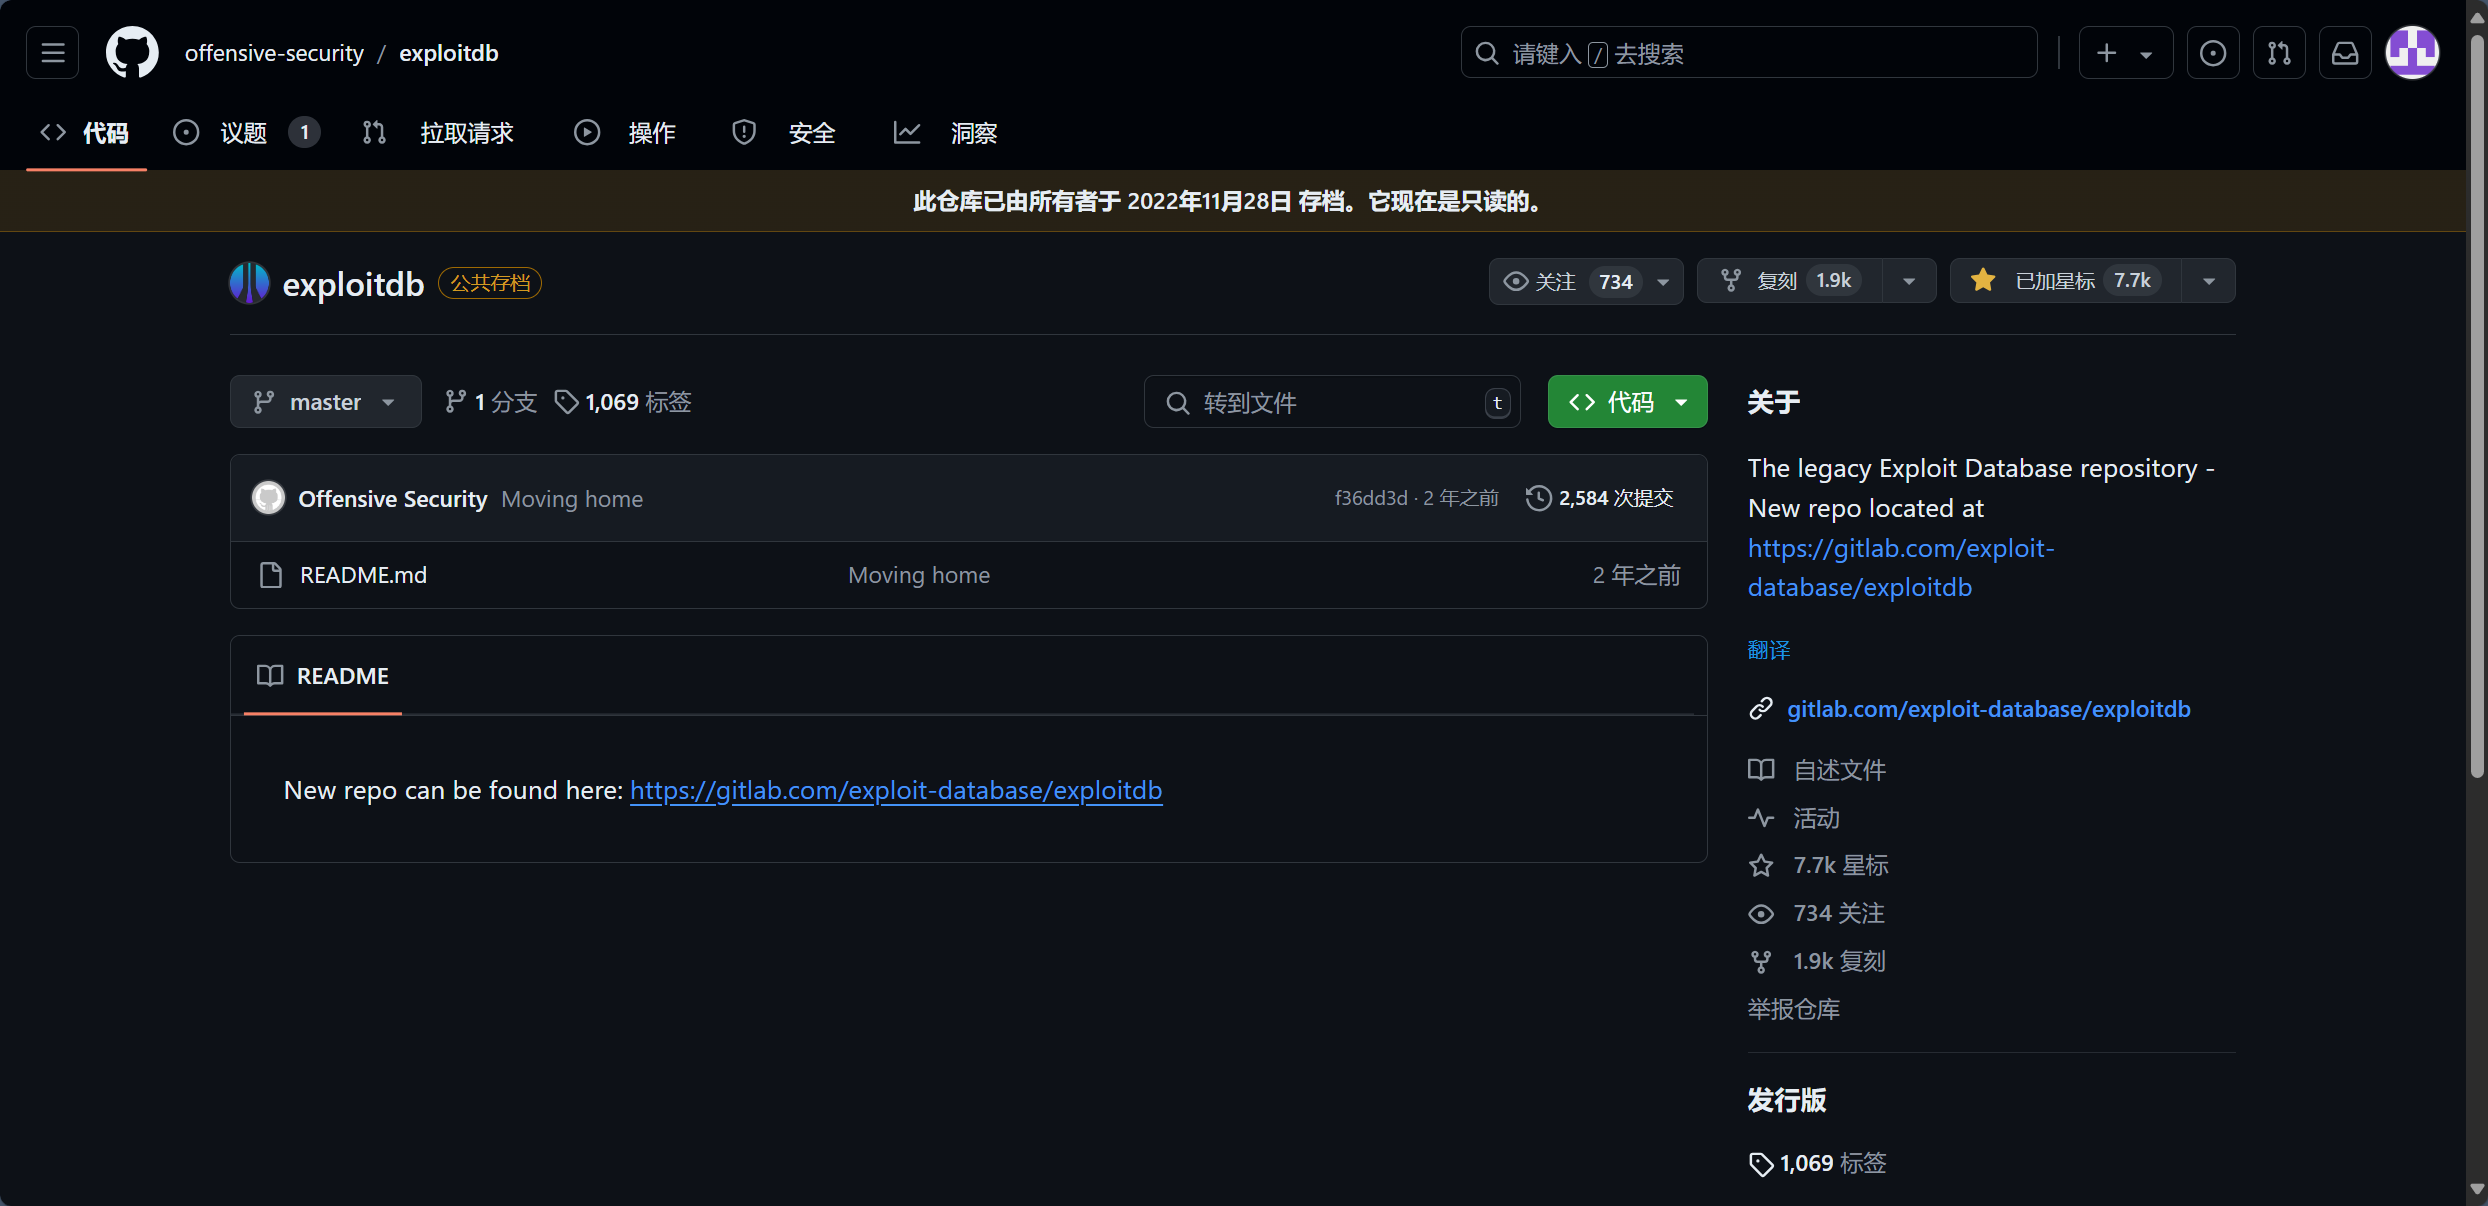 offensive-security / exploitdb
请键入 / 去搜索
代码
议题 1
拉取请求
操作
安全
洞察
此仓库已由所有者于 2022年11月28日 存档。它现在是只读的。
exploitdb 公共存档
关注 734
复刻 1.9k
已加星标 7.7k
master
1 分支
1,069 标签
转到文件 t
代码
Offensive Security Moving home
f36dd3d · 2 年之前
2,584 次提交
README.md Moving home 2 年之前
README
New repo can be found here: https://gitlab.com/exploit-database/exploitdb
关于
The legacy Exploit Database repository -
New repo located at
https://gitlab.com/exploit-
database/exploitdb
翻译
gitlab.com/exploit-database/exploitdb
自述文件
活动
7.7k 星标
734 关注
1.9k 复刻
举报仓库
发行版
1,069 标签